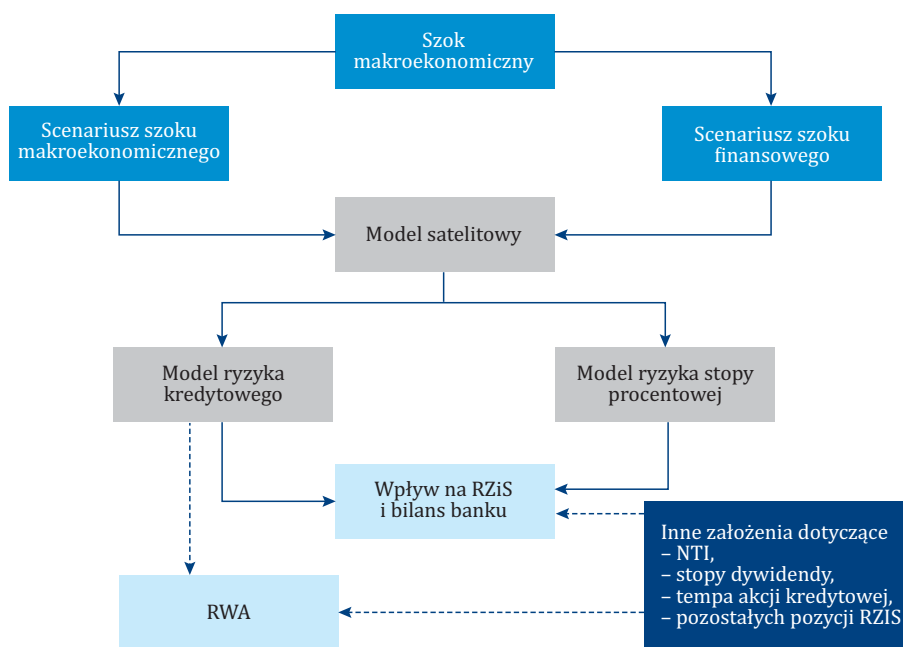 Szok
makroekonomiczny
Scenariusz szoku
makroekonomicznego
Scenariusz szoku
finansowego
Model satelitowy
Model ryzyka
kredytowego
Model ryzyka stopy
procentowej
Wpływ na RZiS
i bilans banku
Inne założenia dotyczące
– NTI,
– stopy dywidendy,
– tempa akcji kredytowej,
– pozostałych pozycji RZIS
RWA